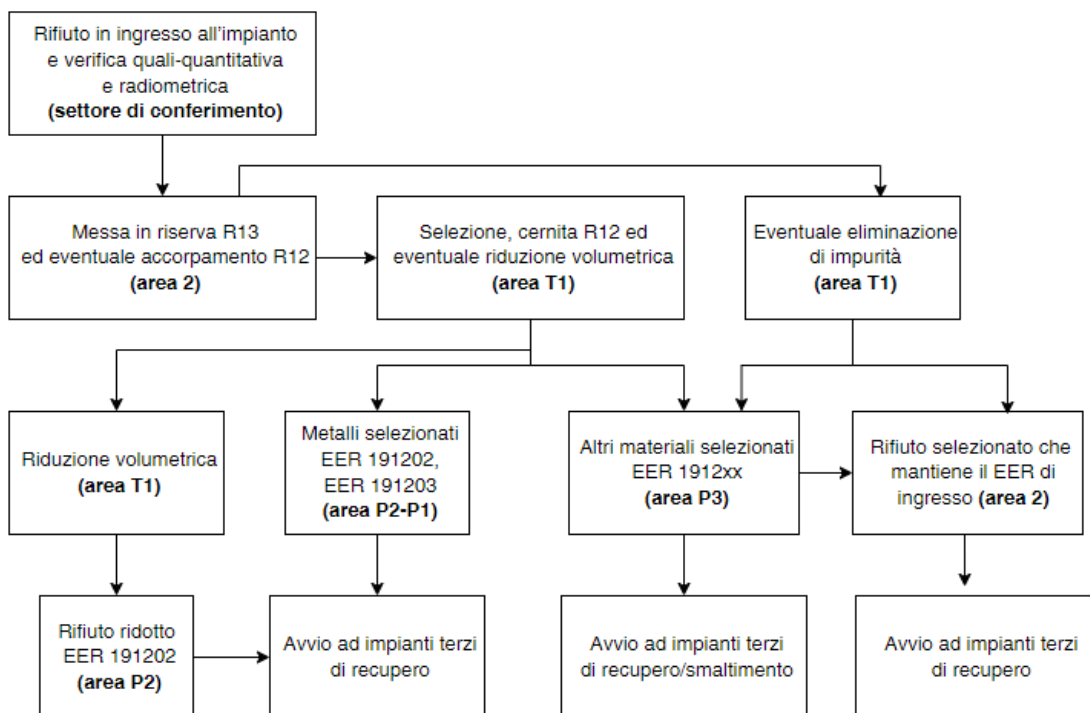 Rifiuto in ingresso all'impianto
e verifica quali-quantitativa
e radiometrica
(settore di conferimento)
Messa in riserva R13
ed eventuale accorpamento R12
(area 2)
Selezione, cernita R12 ed
eventuale riduzione volumetrica
(area T1)
Eventuale eliminazione
di impurità
(area T1)
Riduzione volumetrica
(area T1)
Metalli selezionati
EER 191202,
EER 191203
(area P2-P1)
Altri materiali selezionati
EER 1912xx
(area P3)
Rifiuto selezionato che
mantiene il EER di
ingresso (area 2)
Rifiuto ridotto
EER 191202
(area P2)
Avvio ad impianti terzi
di recupero
Avvio ad impianti terzi
di recupero/smaltimento
Avvio ad impianti terzi
di recupero